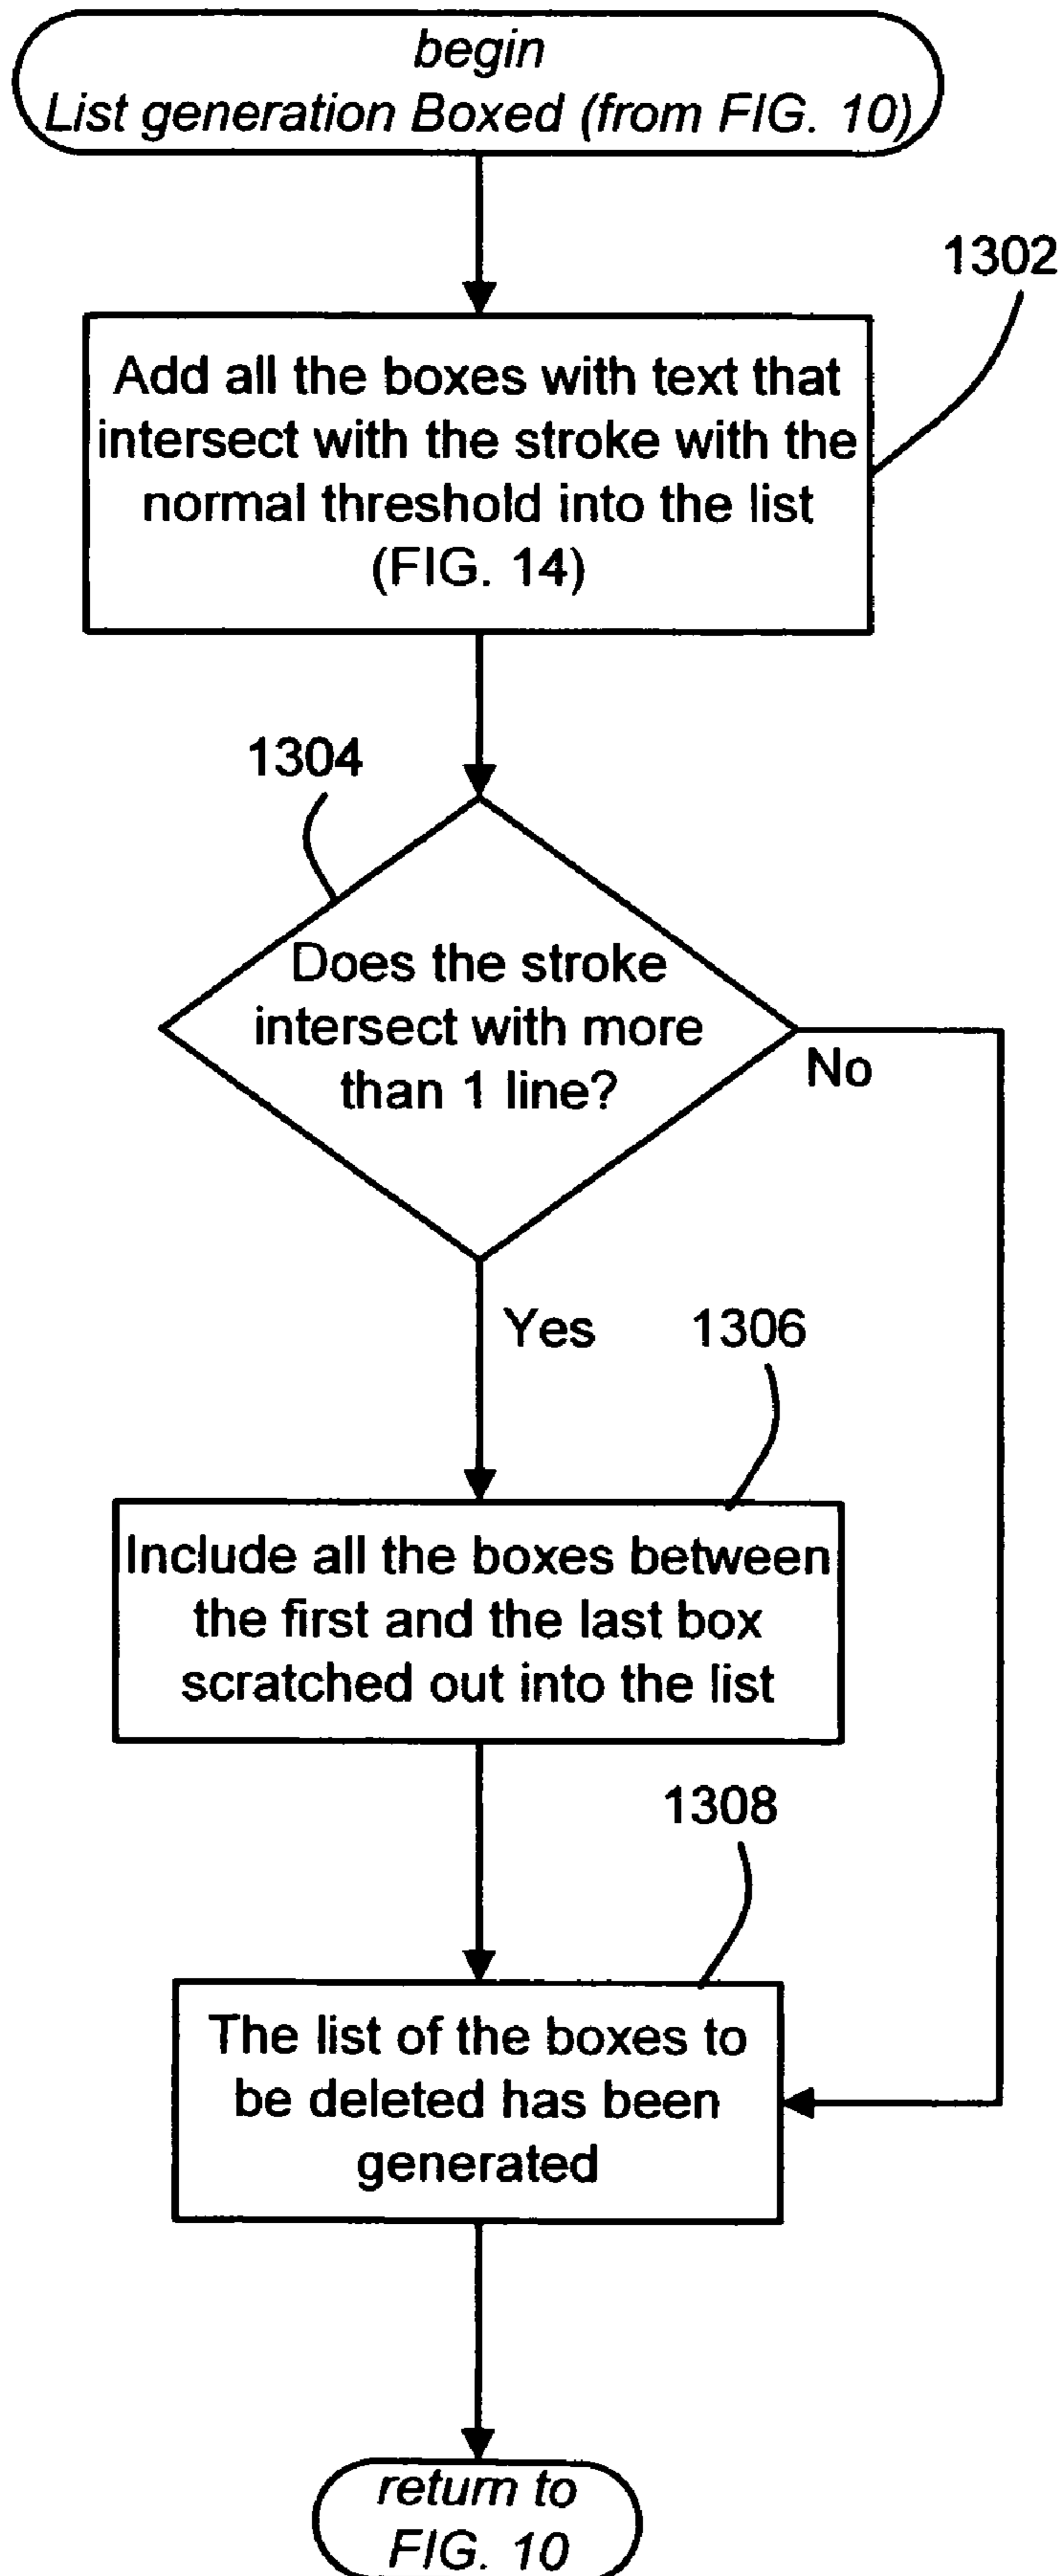 begin
List generation Boxed (from FIG. 10)
1302
Add all the boxes with text that
intersect with the stroke with the
normal threshold into the list
(FIG. 14)
1304
Does the stroke
intersect with more
than 1 line?
No
Yes
1306
Include all the boxes between
the first and the last box
scratched out into the list
1308
The list of the boxes to
be deleted has been
generated
return to
FIG. 10